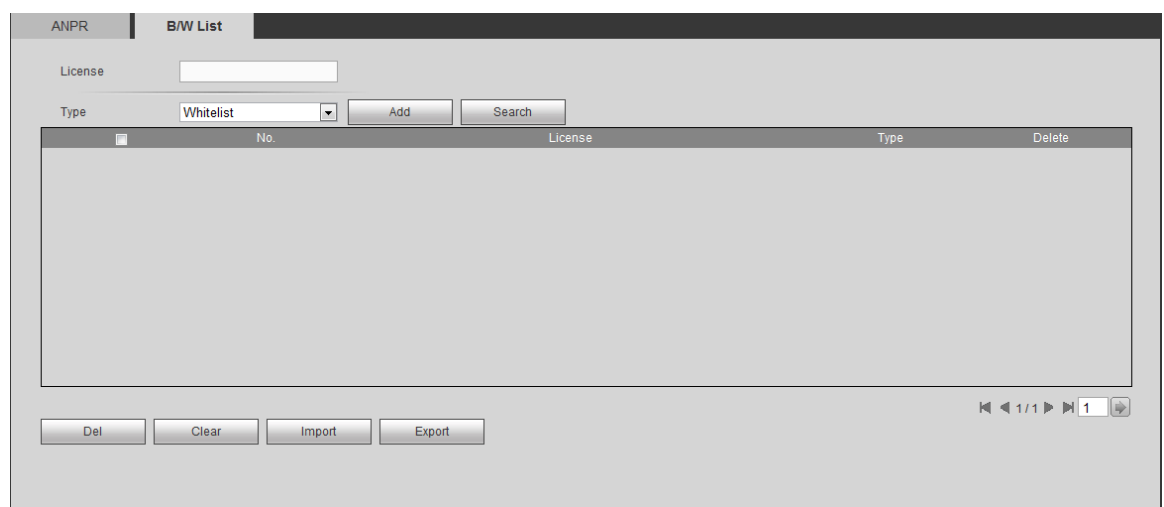 ANPR B/W List
License
Type Whitelist Add Search
No. License Type Delete
1/1 1
Del Clear Import Export